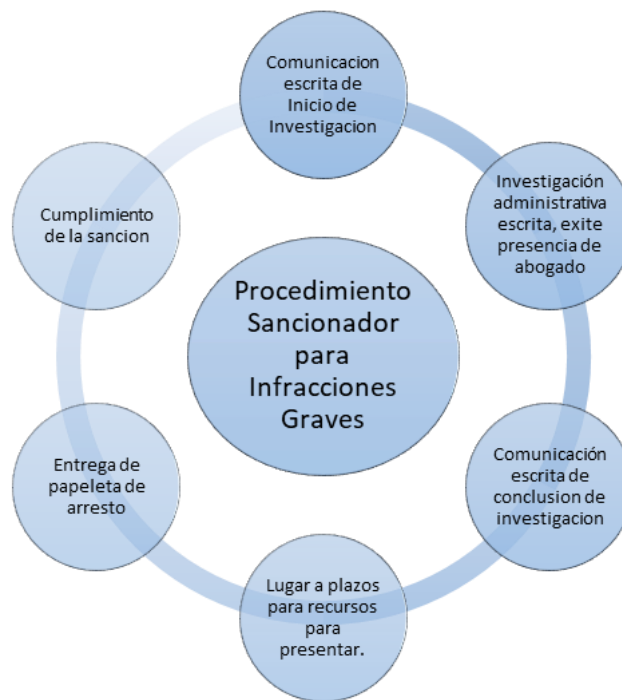 Comunicacion
escrita de
Inicio de
Investigacion
Investigación
administrativa
escrita, exite
presencia de
abogado
Comunicación
escrita de
conclusion de
investigacion
Lugar a plazos
para recursos
para
presentar.
Entrega de
papeleta de
arresto
Cumplimiento
de la sancion
Procedimiento
Sancionador
para
Infracciones
Graves